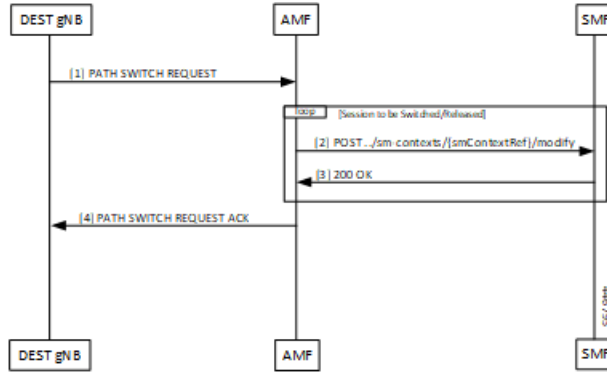 DEST gNB AMF SMF
(1) PATH SWITCH REQUEST
loop [Session to be Switched/Released]
(2) POST../sm-contexts/{smContextRef}/modify
(3) 200 OK
(4) PATH SWITCH REQUEST ACK
DEST gNB AMF SMF